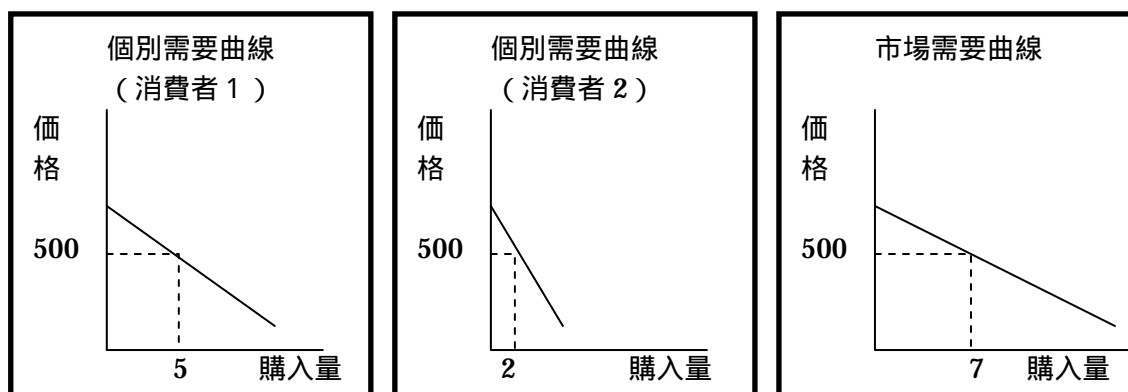 個別需要曲線
(消費者1)
価
格
500
5
購入量
個別需要曲線
(消費者2)
価
格
500
2
購入量
市場需要曲線
価
格
500
7
購入量